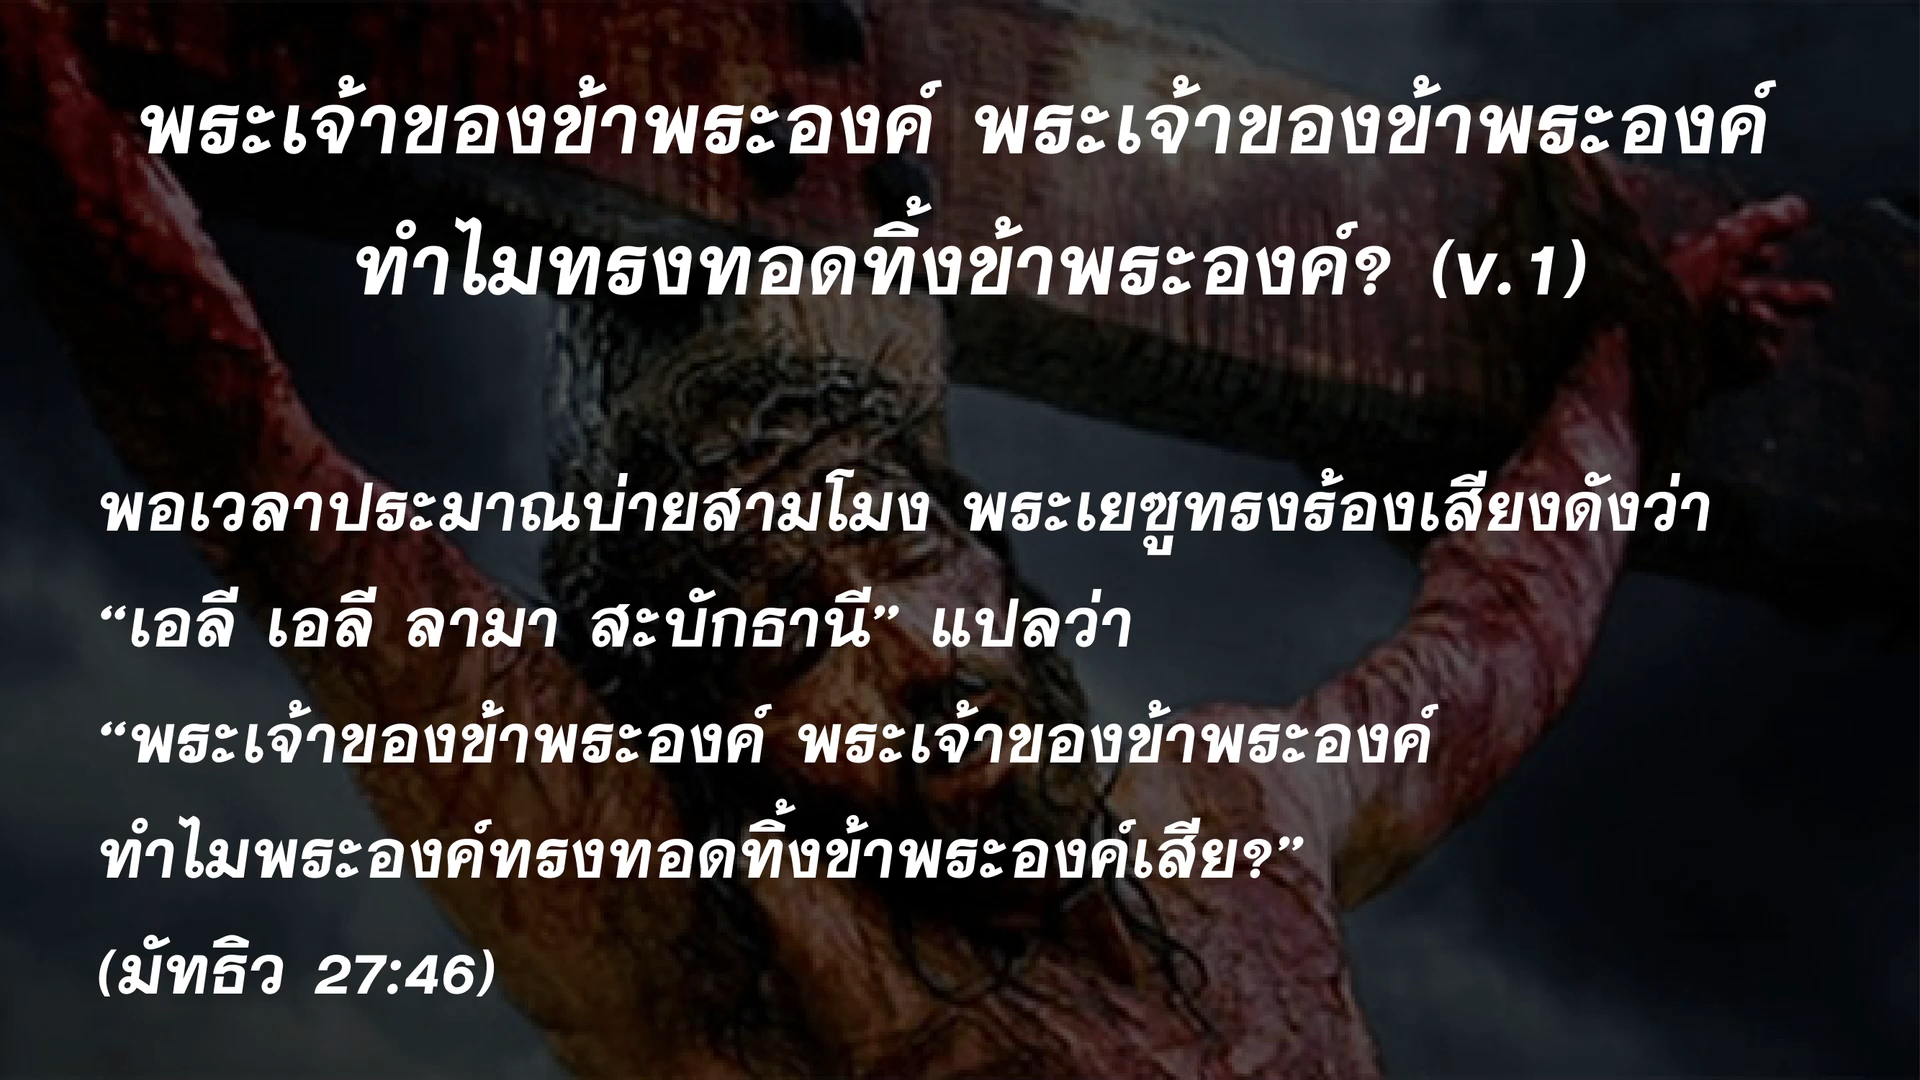 พระเจ้าของข้าพระองค์ พระเจ้าของข้าพระองค์
ทำไมทรงทอดทิ้งข้าพระองค์? (v.1)
พอเวลาประมาณบ่ายสามโมง พระเยซูทรงร้องเสียงดังว่า
“เอลี เอลี ลามา สะบักธานี” แปลว่า
“พระเจ้าของข้าพระองค์ พระเจ้าของข้าพระองค์
ทำไมพระองค์ทรงทอดทิ้งข้าพระองค์เสีย?”
(มัทธิว 27:46)